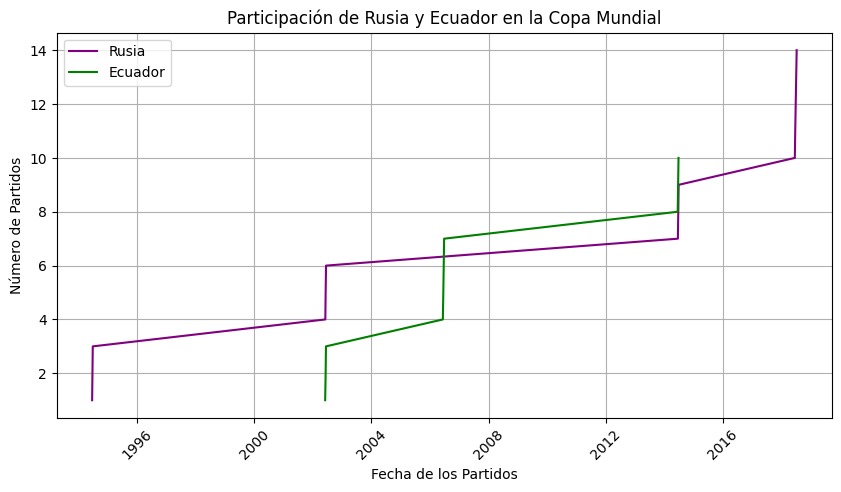 Participación de Rusia y Ecuador en la Copa Mundial
Rusia
Ecuador
Número de Partidos
14
12
10
8
6
4
2
1996
2000
2004
2008
2012
2016
Fecha de los Partidos